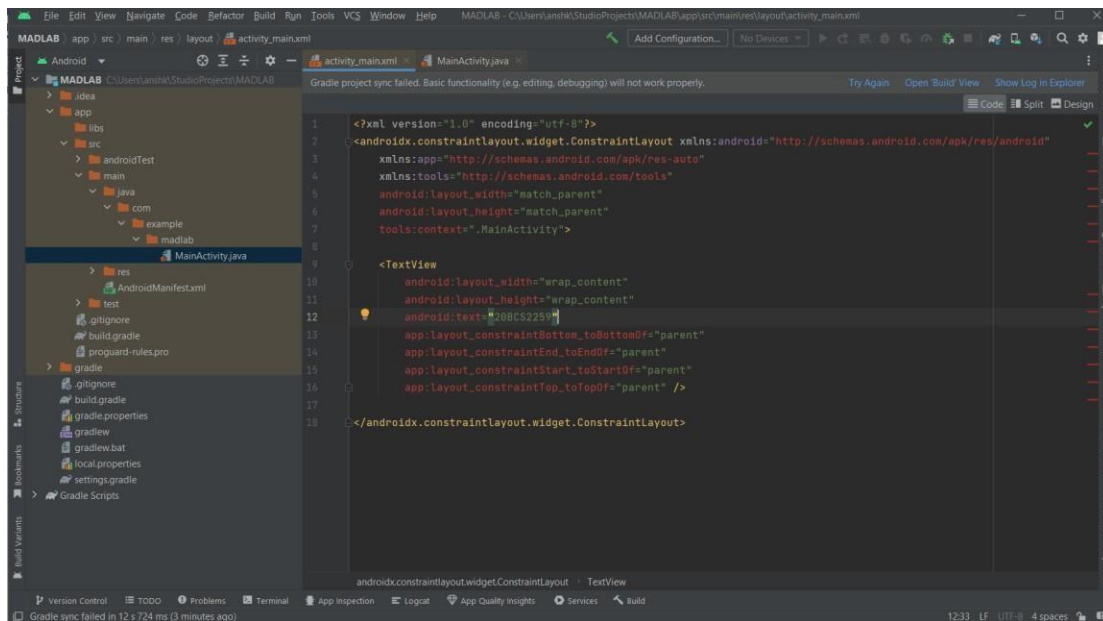 File Edit View Navigate Code Refactor Build Run Tools VCS Window Help MADLAB - C:\Users\anshk\StudioProjects\MADLAB\app\src\main\res\layout\activity_main.xml
MADLAB app src main res layout activity_main.xml Add Configuration... No Devices
Project
Android
activity_main.xml MainActivity.java
MADLAB C:\Users\anshk\StudioProjects\MADLAB
Gradle project sync failed. Basic functionality (e.g. editing, debugging) will not work properly. Try Again Open 'Build' View Show Log in Explorer
Code Split Design
.idea
app
libs
src
androidTest
main
java
com
example
madlab
MainActivity.java
res
AndroidManifest.xml
test
.gitignore
build.gradle
proguard-rules.pro
gradle
.gitignore
build.gradle
gradle.properties
gradlew
gradlew.bat
local.properties
settings.gradle
Gradle Scripts
Structure
Bookmarks
Build Variants
1 <?xml version="1.0" encoding="utf-8"?>
2 <androidx.constraintlayout.widget.ConstraintLayout xmlns:android="http://schemas.android.com/apk/res/android"
3 xmlns:app="http://schemas.android.com/apk/res-auto"
4 xmlns:tools="http://schemas.android.com/tools"
5 android:layout_width="match_parent"
6 android:layout_height="match_parent"
7 tools:context=".MainActivity">
8
9 <TextView
10 android:layout_width="wrap_content"
11 android:layout_height="wrap_content"
12 android:text="20BCS2259"
13 app:layout_constraintBottom_toBottomOf="parent"
14 app:layout_constraintEnd_toEndOf="parent"
15 app:layout_constraintStart_toStartOf="parent"
16 app:layout_constraintTop_toTopOf="parent" />
17
18 </androidx.constraintlayout.widget.ConstraintLayout>
androidx.constraintlayout.widget.ConstraintLayout TextView
Version Control TODO Problems Terminal App Inspection Logcat App Quality Insights Services Build
Gradle sync failed in 12 s 724 ms (3 minutes ago) 12:33 LF UTF-8 4 spaces